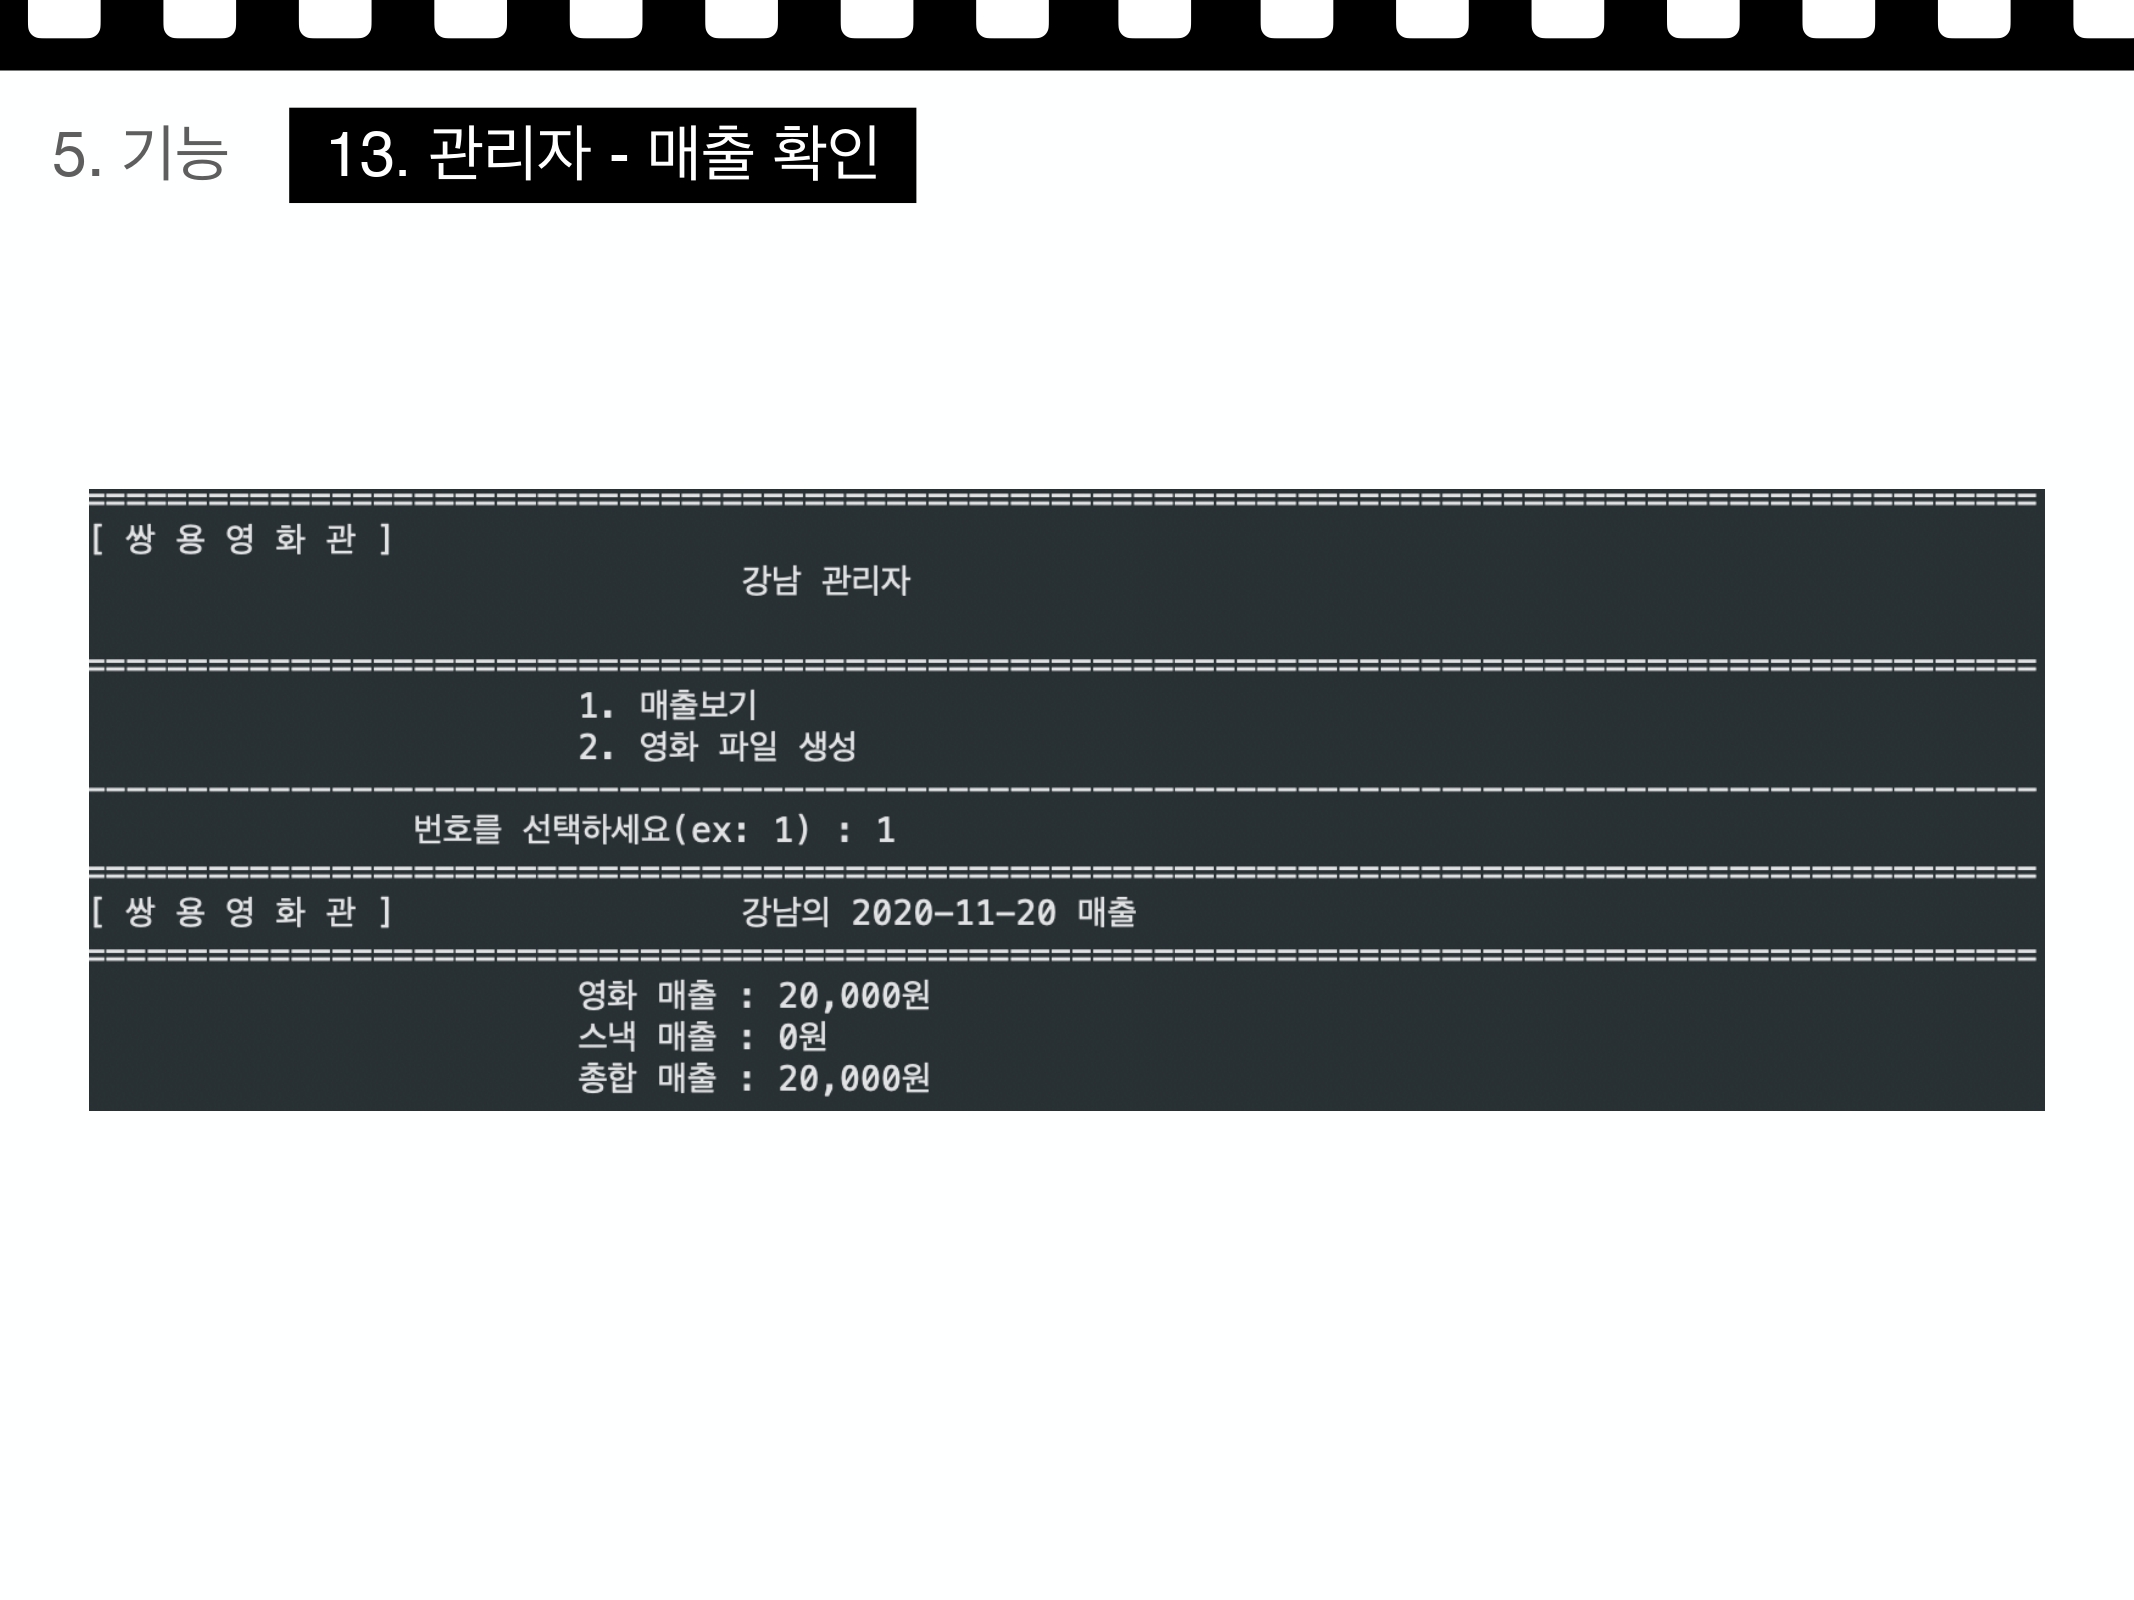 5. 기능 13. 관리자 - 매출 확인
===============================================================================================
[ 쌍 용 영 화 관 ]
강남 관리자
===============================================================================================
1. 매출보기
2. 영화 파일 생성
-----------------------------------------------------------------------------------------------
번호를 선택하세요(ex: 1) : 1
===============================================================================================
[ 쌍 용 영 화 관 ] 강남의 2020-11-20 매출
===============================================================================================
영화 매출 : 20,000원
스낵 매출 : 0원
총합 매출 : 20,000원